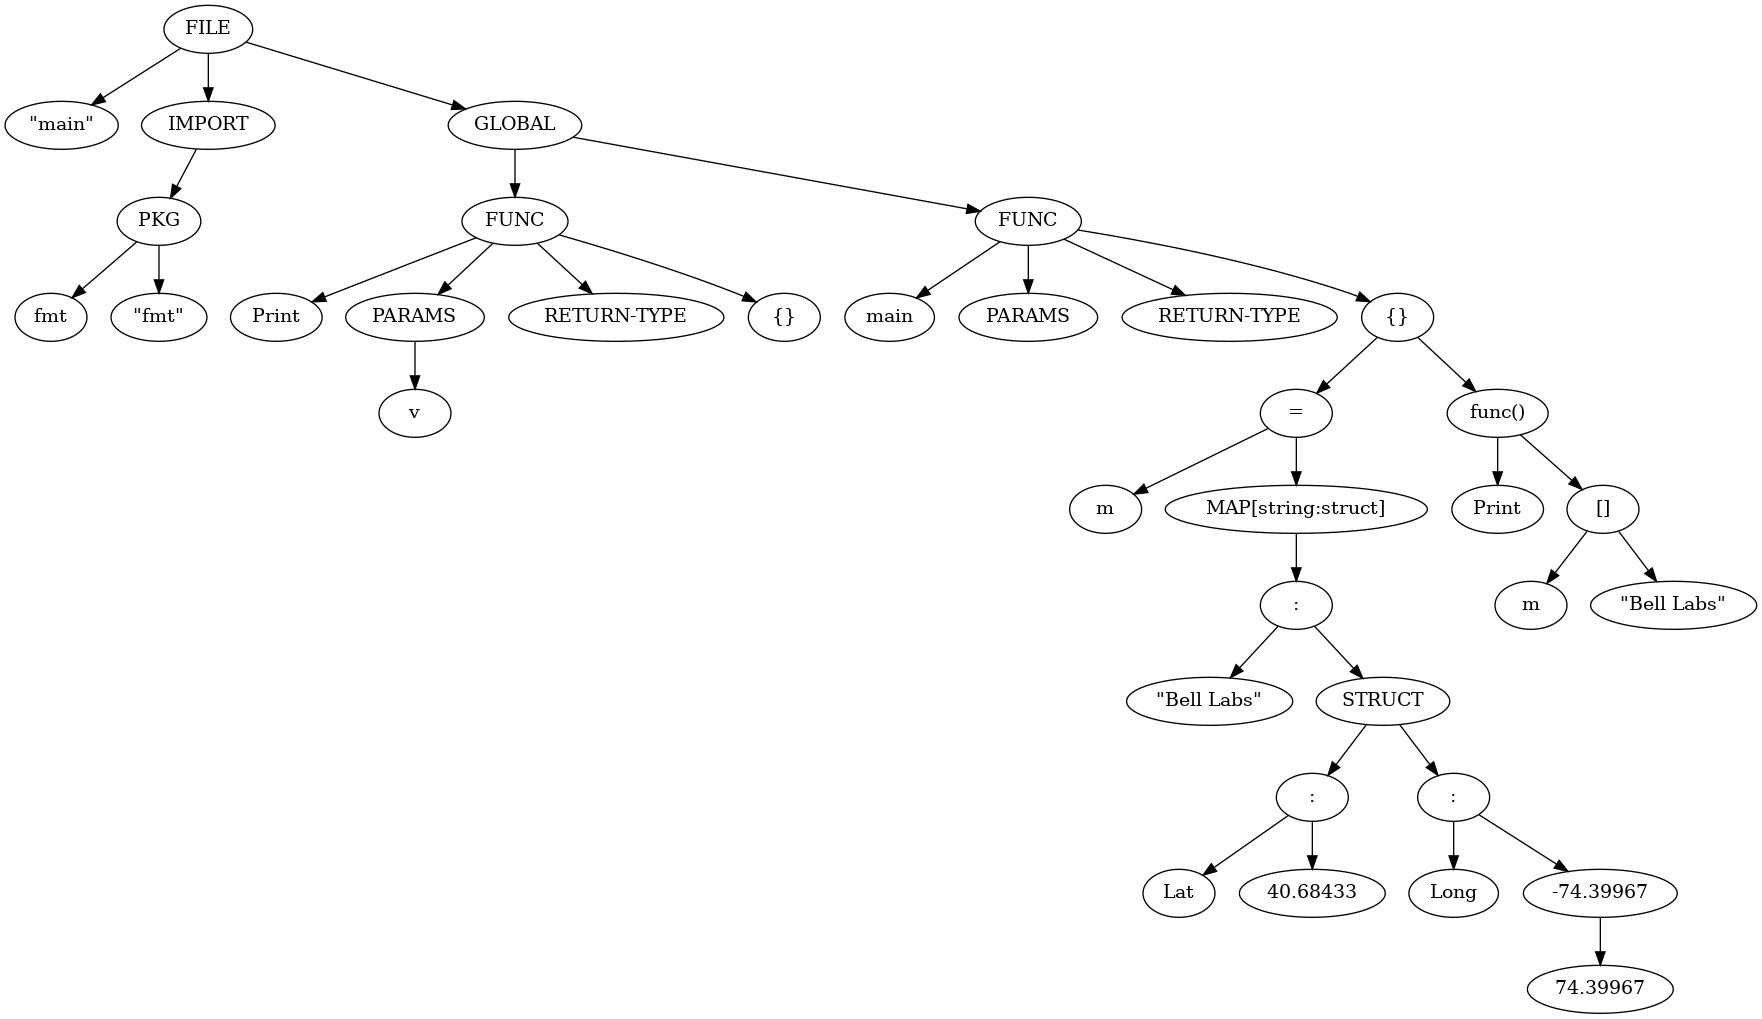 FILE
"main"
IMPORT
GLOBAL
PKG
FUNC
FUNC
fmt
"fmt"
Print
PARAMS
RETURN-TYPE
{}
main
PARAMS
RETURN-TYPE
{}
v
=
func()
m
MAP[string:struct]
Print
[]
:
m
"Bell Labs"
"Bell Labs"
STRUCT
:
:
Lat
40.68433
Long
-74.39967
74.39967